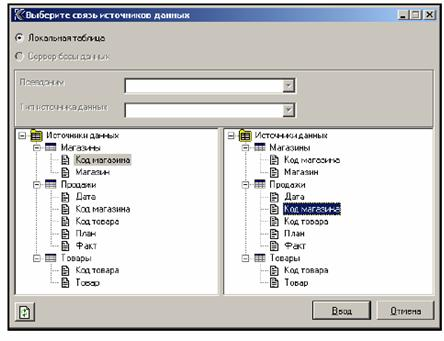 Выберите связь источников данных
Локальная таблица
Сервер базы данных
Псевдоним
Тип источника данных
Источники данных
Магазины
Код магазина
Магазин
Продажи
Дата
Код магазина
Код товара
План
Факт
Товары
Код товара
Товар
Источники данных
Магазины
Код магазина
Магазин
Продажи
Дата
Код магазина
Код товара
План
Факт
Товары
Код товара
Товар
Ввод
Отмена